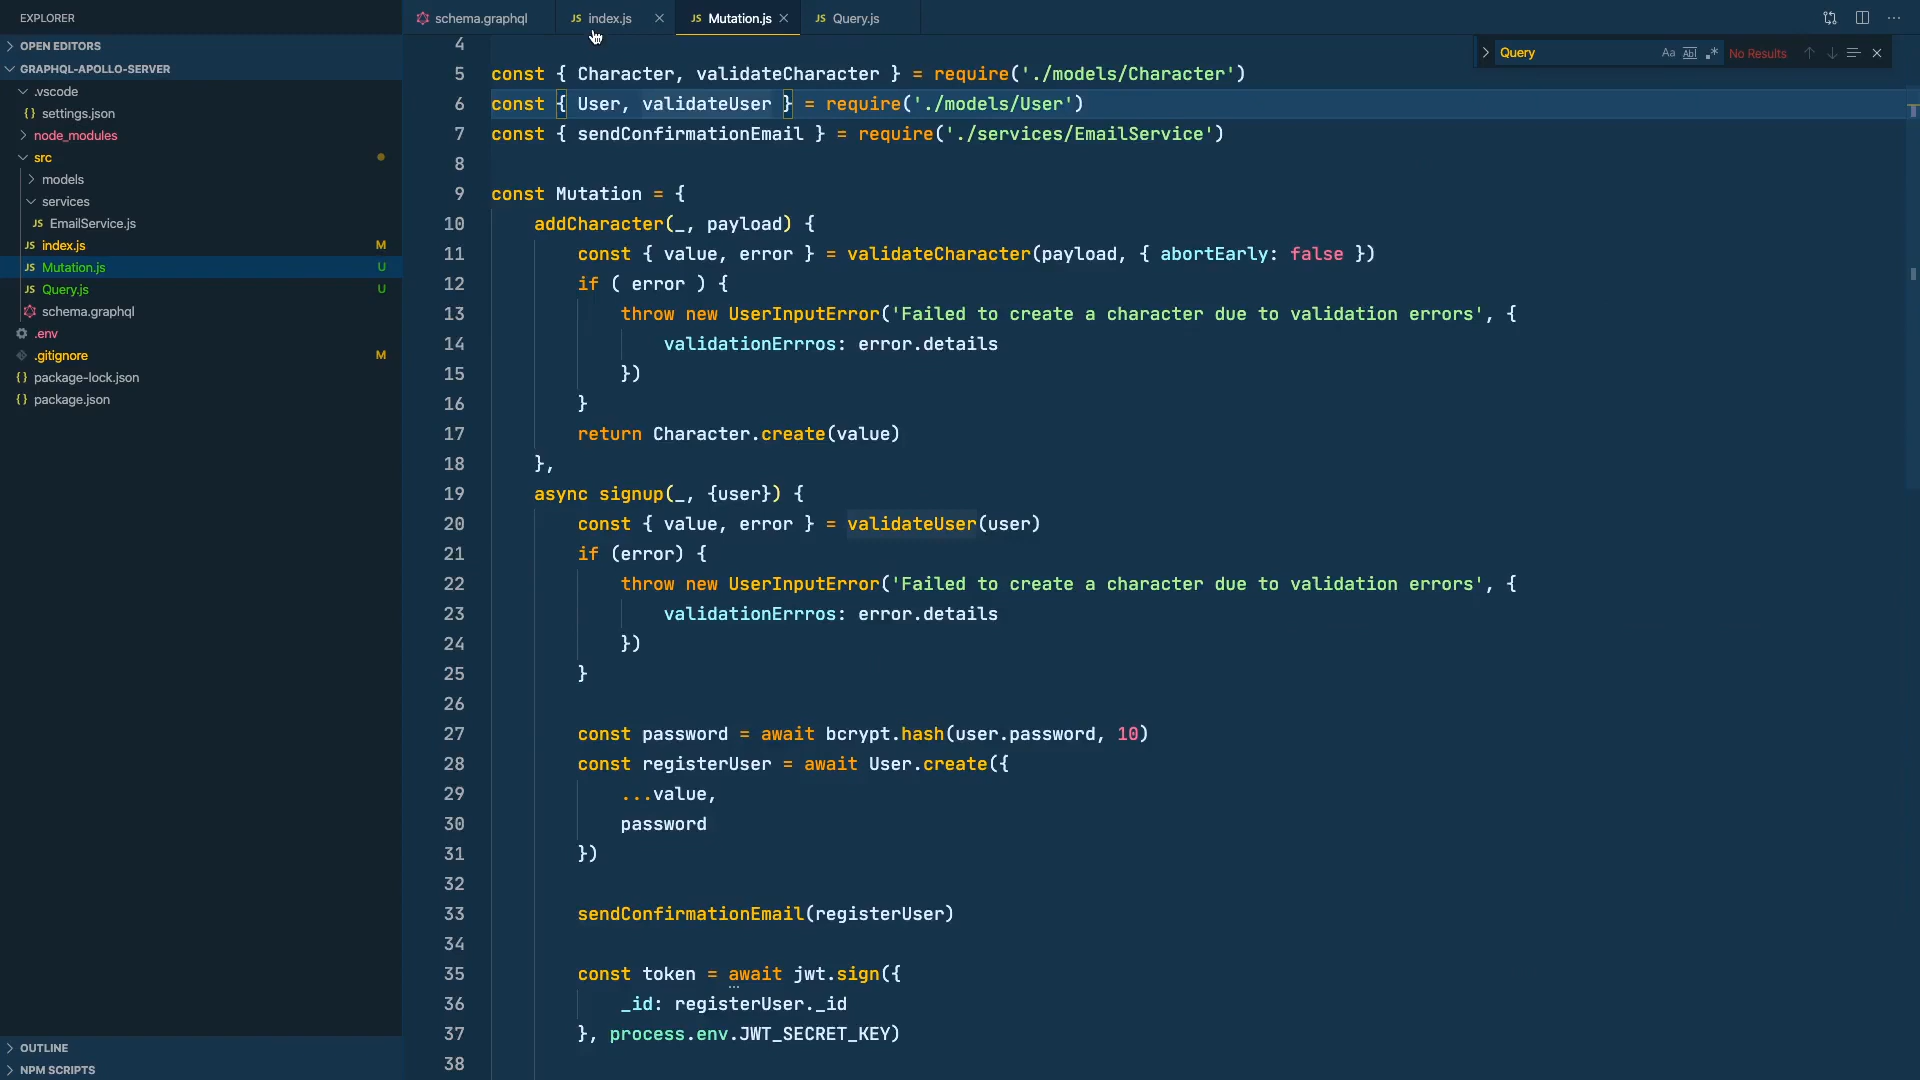 EXPLORER
OPEN EDITORS
GRAPHQL-APOLLO-SERVER
.vscode
{} settings.json
node_modules
src
models
services
JS EmailService.js
JS index.js M
JS Mutation.js U
JS Query.js U
schema.graphql
.env
.gitignore M
{} package-lock.json
{} package.json
OUTLINE
NPM SCRIPTS
schema.graphql
JS index.js
JS Mutation.js
JS Query.js
Query
Aa Abl .* No Results
4
5 const { Character, validateCharacter } = require('./models/Character')
6 const { User, validateUser } = require('./models/User')
7 const { sendConfirmationEmail } = require('./services/EmailService')
8
9 const Mutation = {
10 addCharacter(_, payload) {
11 const { value, error } = validateCharacter(payload, { abortEarly: false })
12 if ( error ) {
13 throw new UserInputError('Failed to create a character due to validation errors', {
14 validationErrros: error.details
15 })
16 }
17 return Character.create(value)
18 },
19 async signup(_, {user}) {
20 const { value, error } = validateUser(user)
21 if (error) {
22 throw new UserInputError('Failed to create a character due to validation errors', {
23 validationErrros: error.details
24 })
25 }
26
27 const password = await bcrypt.hash(user.password, 10)
28 const registerUser = await User.create({
29 ...value,
30 password
31 })
32
33 sendConfirmationEmail(registerUser)
34
35 const token = await jwt.sign({
36 _id: registerUser._id
37 }, process.env.JWT_SECRET_KEY)
38